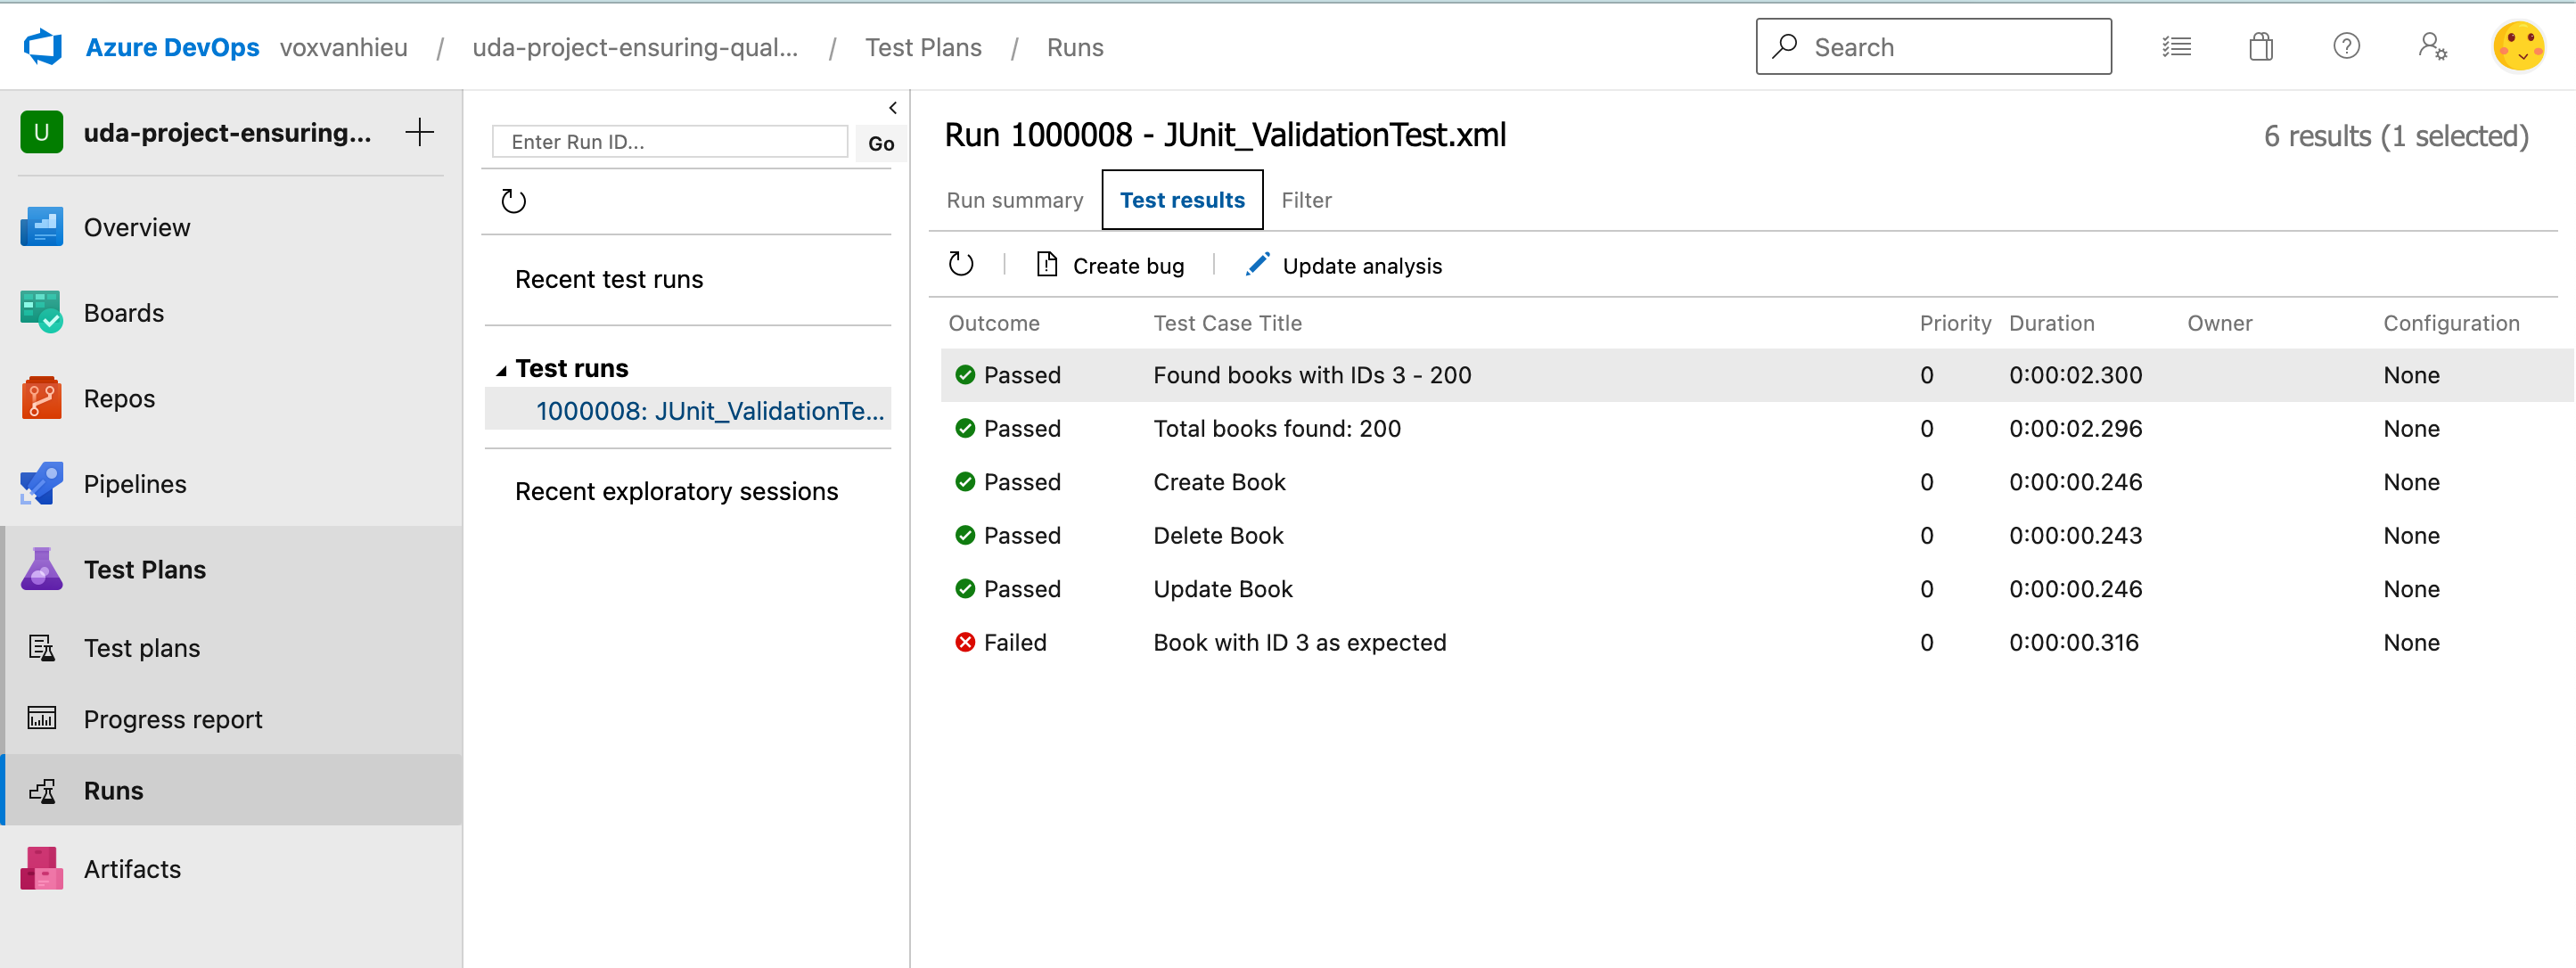 Azure DevOps voxvanhieu / uda-project-ensuring-qual... / Test Plans / Runs
Search
U uda-project-ensuring...
Overview
Boards
Repos
Pipelines
Test Plans
Test plans
Progress report
Runs
Artifacts
Enter Run ID...
Go
Recent test runs
Test runs
1000008: JUnit_ValidationTe...
Recent exploratory sessions
Run 1000008 - JUnit_ValidationTest.xml
6 results (1 selected)
Run summary Test results Filter
Create bug Update analysis
Outcome Test Case Title Priority Duration Owner Configuration
Passed Found books with IDs 3 - 200 0 0:00:02.300 None
Passed Total books found: 200 0 0:00:02.296 None
Passed Create Book 0 0:00:00.246 None
Passed Delete Book 0 0:00:00.243 None
Passed Update Book 0 0:00:00.246 None
Failed Book with ID 3 as expected 0 0:00:00.316 None